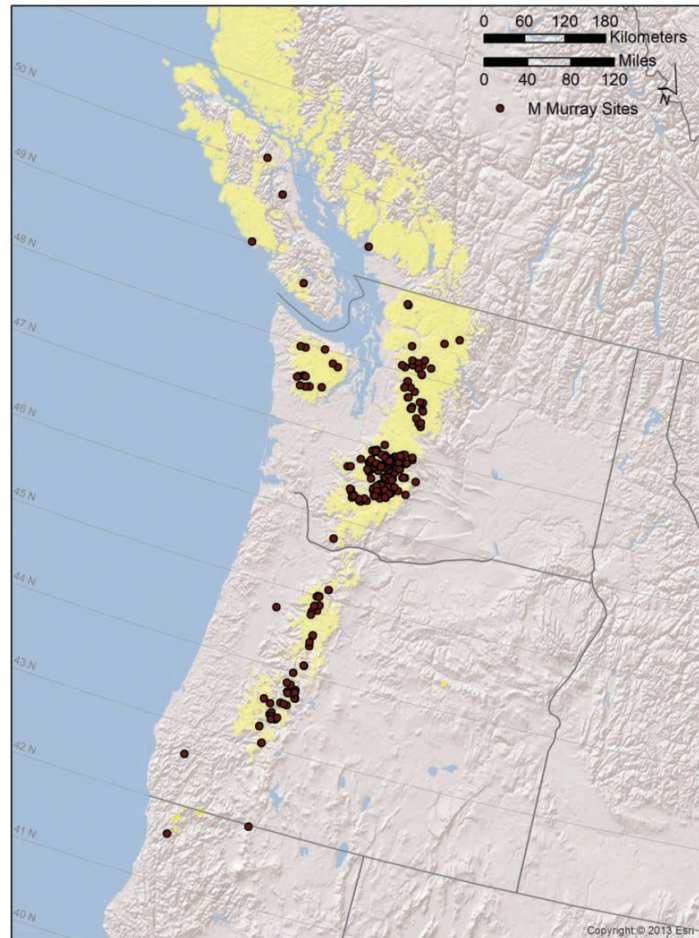 0 60 120 180
Kilometers
Miles
0 40 80 120
N
M Murray Sites
50 N
49 N
48 N
47 N
46 N
45 N
44 N
43 N
42 N
41 N
40 N
Copyright:© 2013 Esri